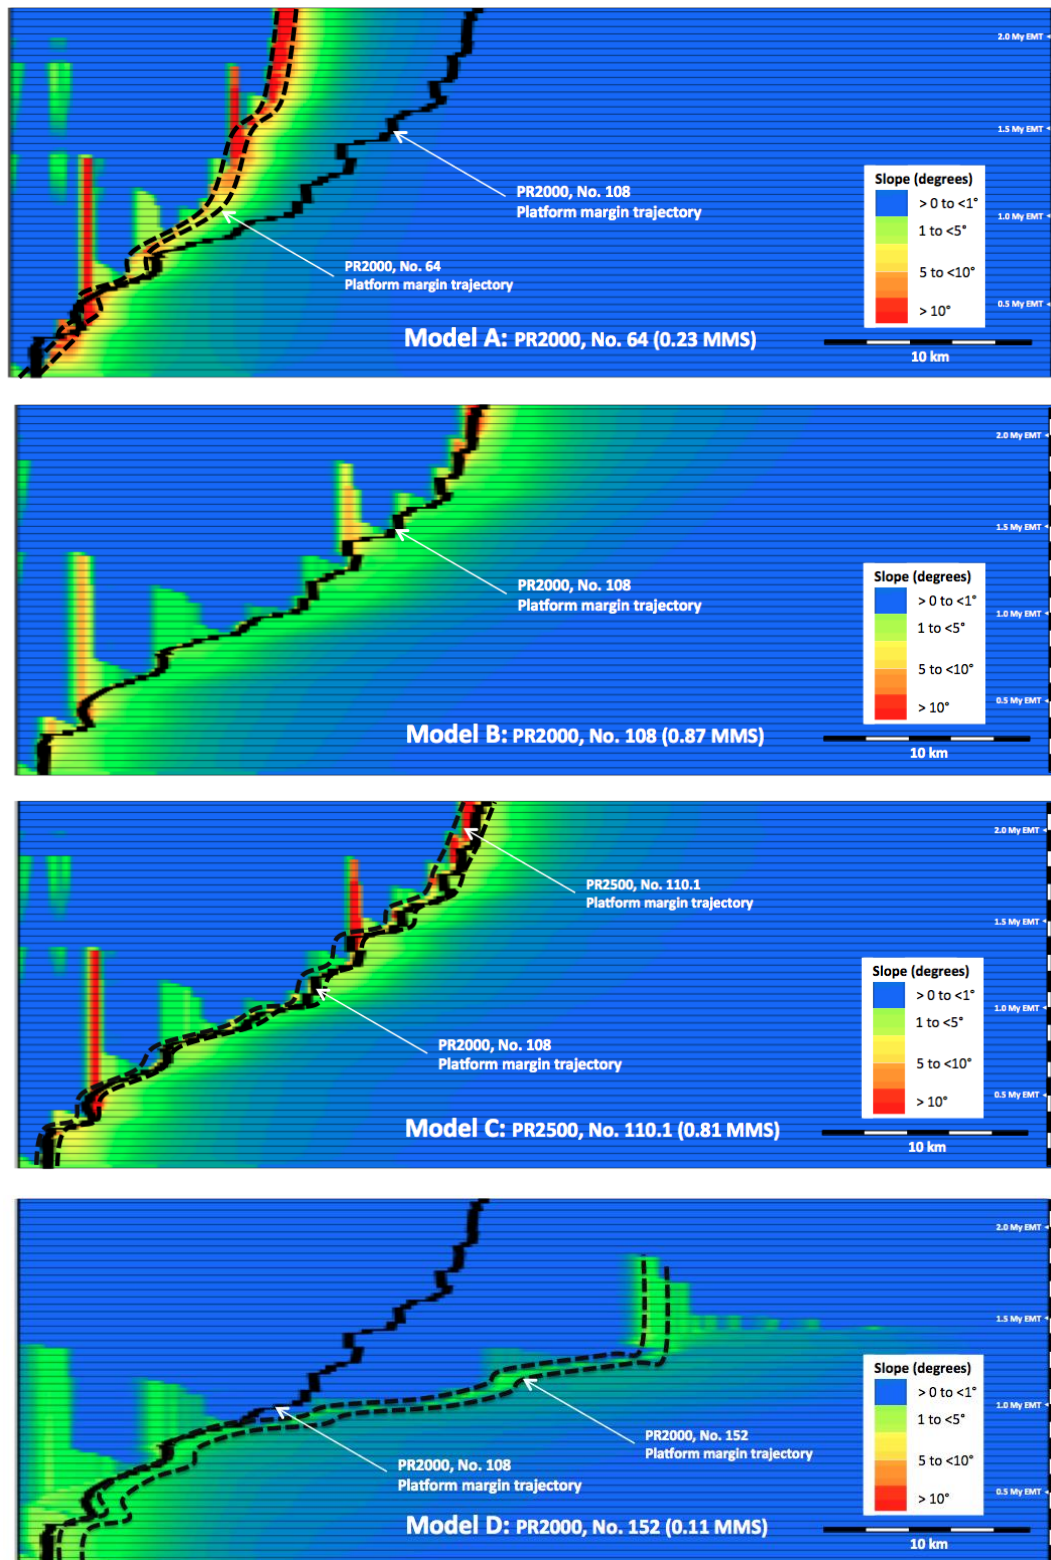 2.0 My EMT
1.5 My EMT
PR2000, No. 108
Platform margin trajectory
Slope (degrees)
> 0 to <1°
1 to <5°
5 to <10°
> 10°
1.0 My EMT
PR2000, No. 64
Platform margin trajectory
0.5 My EMT
Model A: PR2000, No. 64 (0.23 MMS)
10 km
2.0 My EMT
1.5 My EMT
PR2000, No. 108
Platform margin trajectory
Slope (degrees)
> 0 to <1°
1 to <5°
5 to <10°
> 10°
1.0 My EMT
0.5 My EMT
Model B: PR2000, No. 108 (0.87 MMS)
10 km
2.0 My EMT
PR2500, No. 110.1
Platform margin trajectory
1.5 My EMT
Slope (degrees)
> 0 to <1°
1 to <5°
5 to <10°
> 10°
1.0 My EMT
PR2000, No. 108
Platform margin trajectory
0.5 My EMT
Model C: PR2500, No. 110.1 (0.81 MMS)
10 km
2.0 My EMT
1.5 My EMT
Slope (degrees)
> 0 to <1°
1 to <5°
5 to <10°
> 10°
1.0 My EMT
PR2000, No. 152
Platform margin trajectory
PR2000, No. 108
Platform margin trajectory
0.5 My EMT
Model D: PR2000, No. 152 (0.11 MMS)
10 km